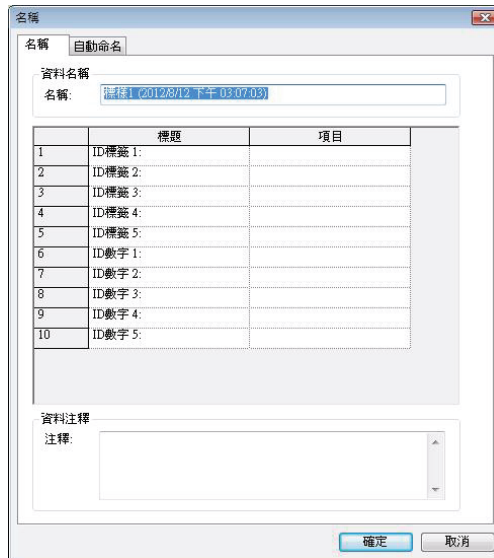 名稱
名稱 自動命名
資料名稱
名稱: 標樣1 (2012/8/12 下午 03:07:03)
標題 項目
1 ID標籤 1:
2 ID標籤 2:
3 ID標籤 3:
4 ID標籤 4:
5 ID標籤 5:
6 ID數字 1:
7 ID數字 2:
8 ID數字 3:
9 ID數字 4:
10 ID數字 5:
資料注釋
注釋:
確定 取消